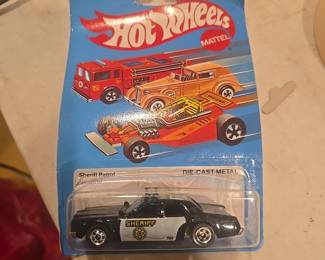 HOT WHEELS
MATTEL
Sheriff Patrol
DIE-CAST METAL
SHERIFF